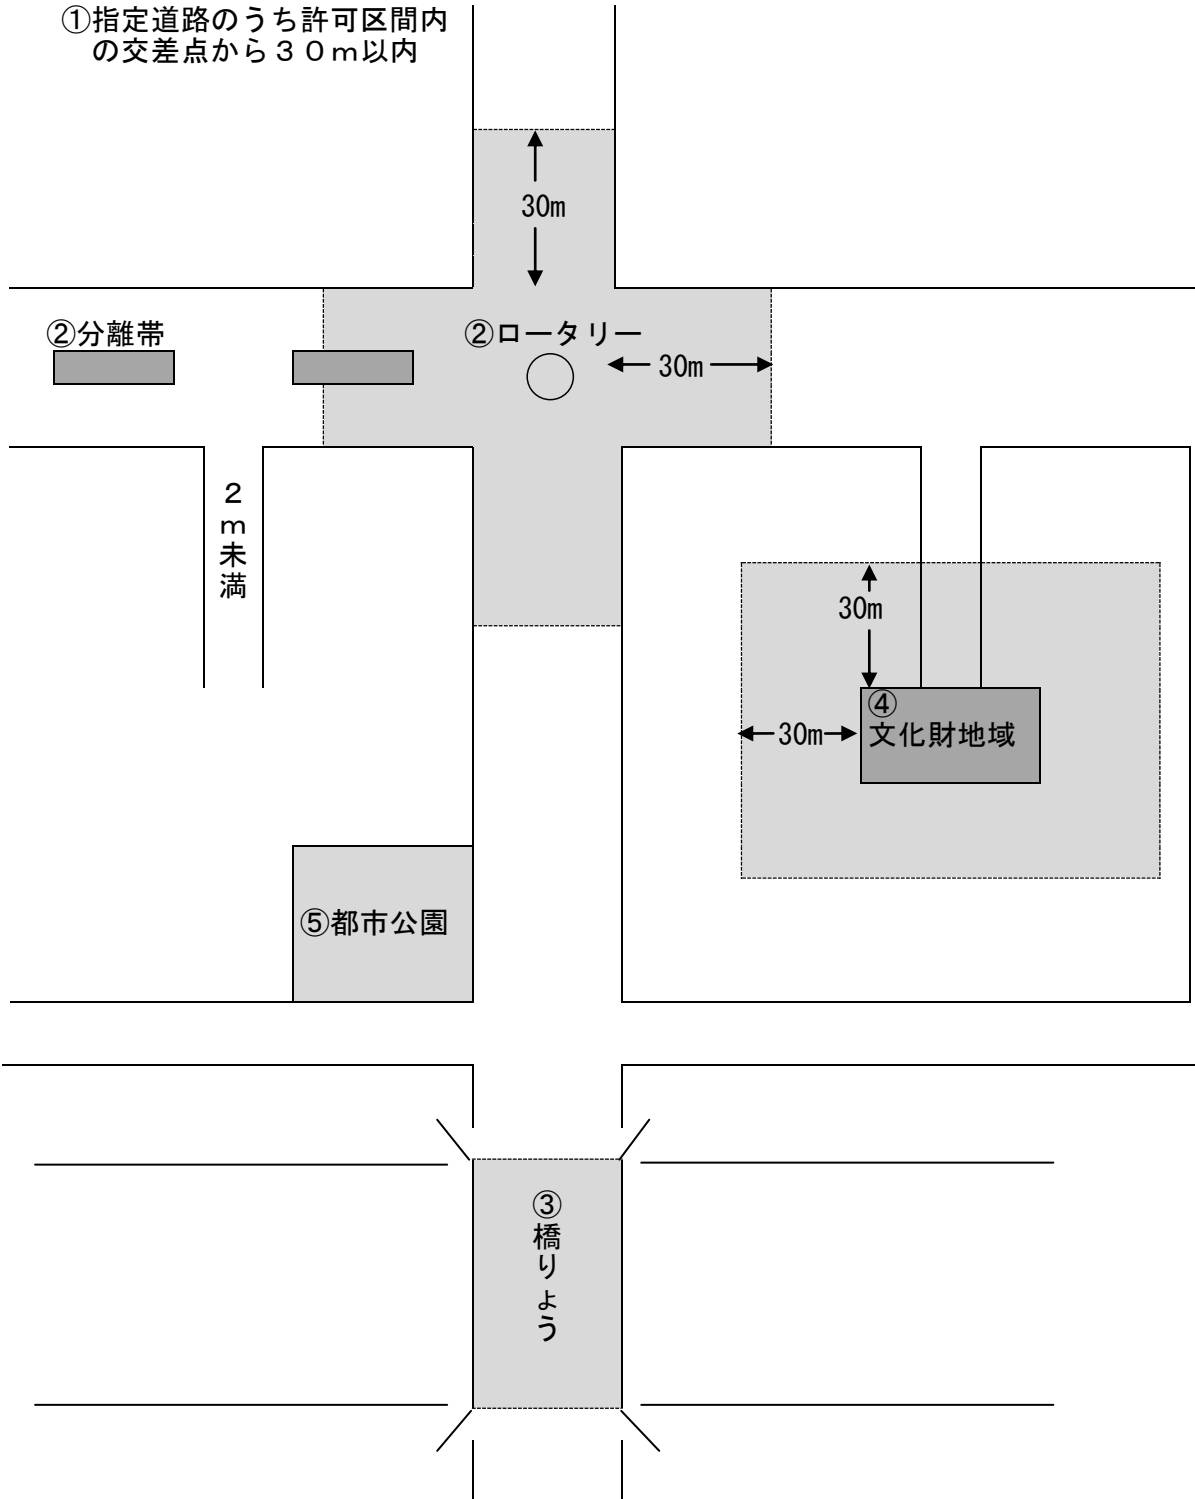 ①指定道路のうち許可区間内
の交差点から３０ｍ以内
30m
②分離帯
②ロータリー
30m
２ｍ未満
30m
④
文化財地域
30m
⑤都市公園
③橋りょう